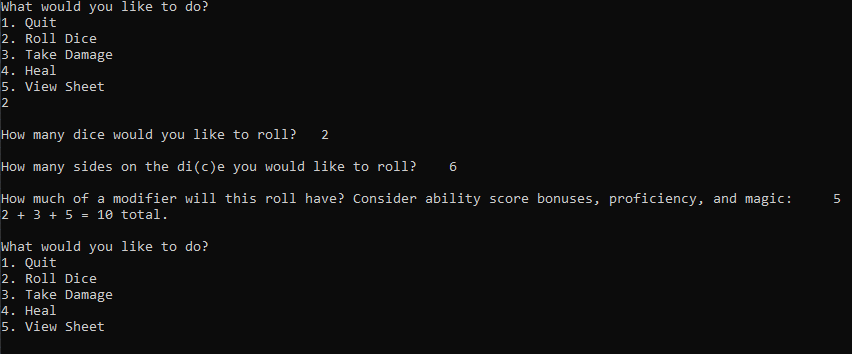 What would you like to do?
1. Quit
2. Roll Dice
3. Take Damage
4. Heal
5. View Sheet
2
How many dice would you like to roll?   2
How many sides on the di(c)e you would like to roll?    6
How much of a modifier will this roll have? Consider ability score bonuses, proficiency, and magic:     5
2 + 3 + 5 = 10 total.
What would you like to do?
1. Quit
2. Roll Dice
3. Take Damage
4. Heal
5. View Sheet